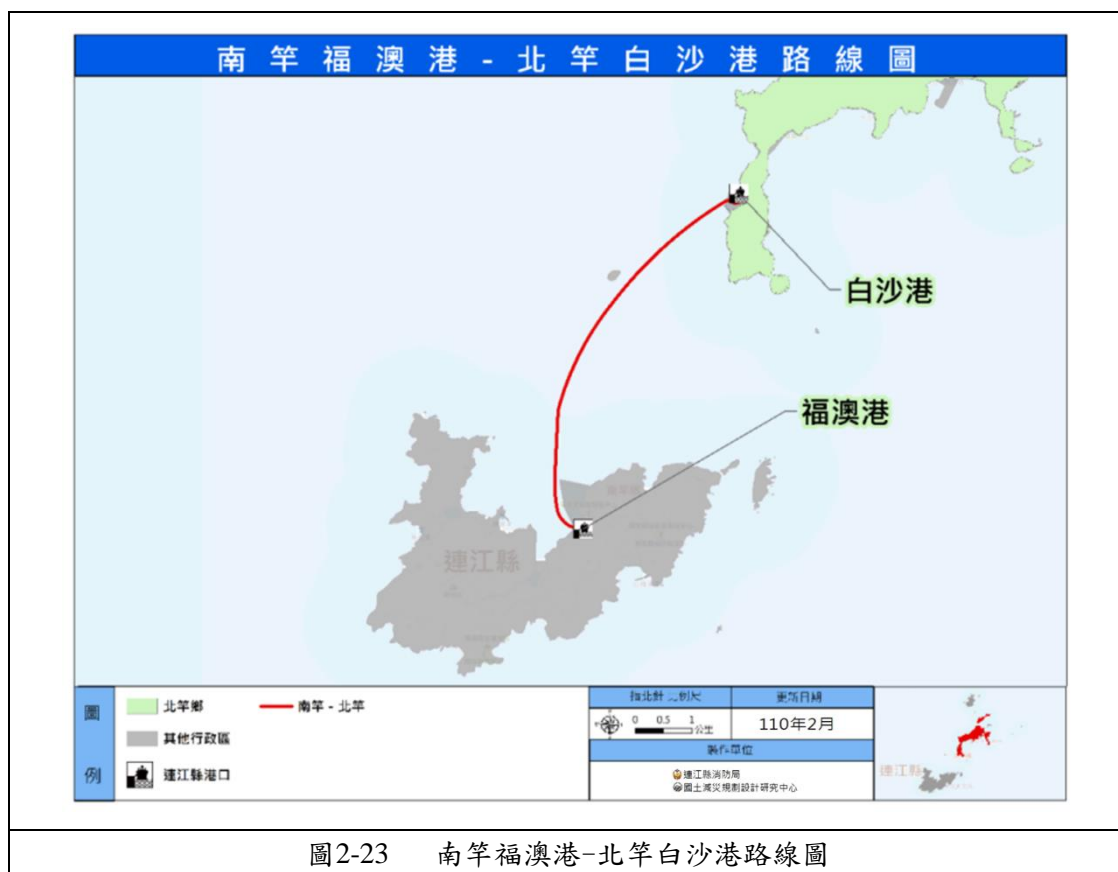 南竿福澳港-北竿白沙港路線圖
白沙港
福澳港
連江縣
圖例
北竿鄉
南竿 - 北竿
其他行政區
連江縣港口
指北針
比例尺
更新日期
0 0.5 1
公里
110年2月
製作單位
連江縣消防局
國土減災規劃設計研究中心
連江縣
圖2-23 南竿福澳港-北竿白沙港路線圖